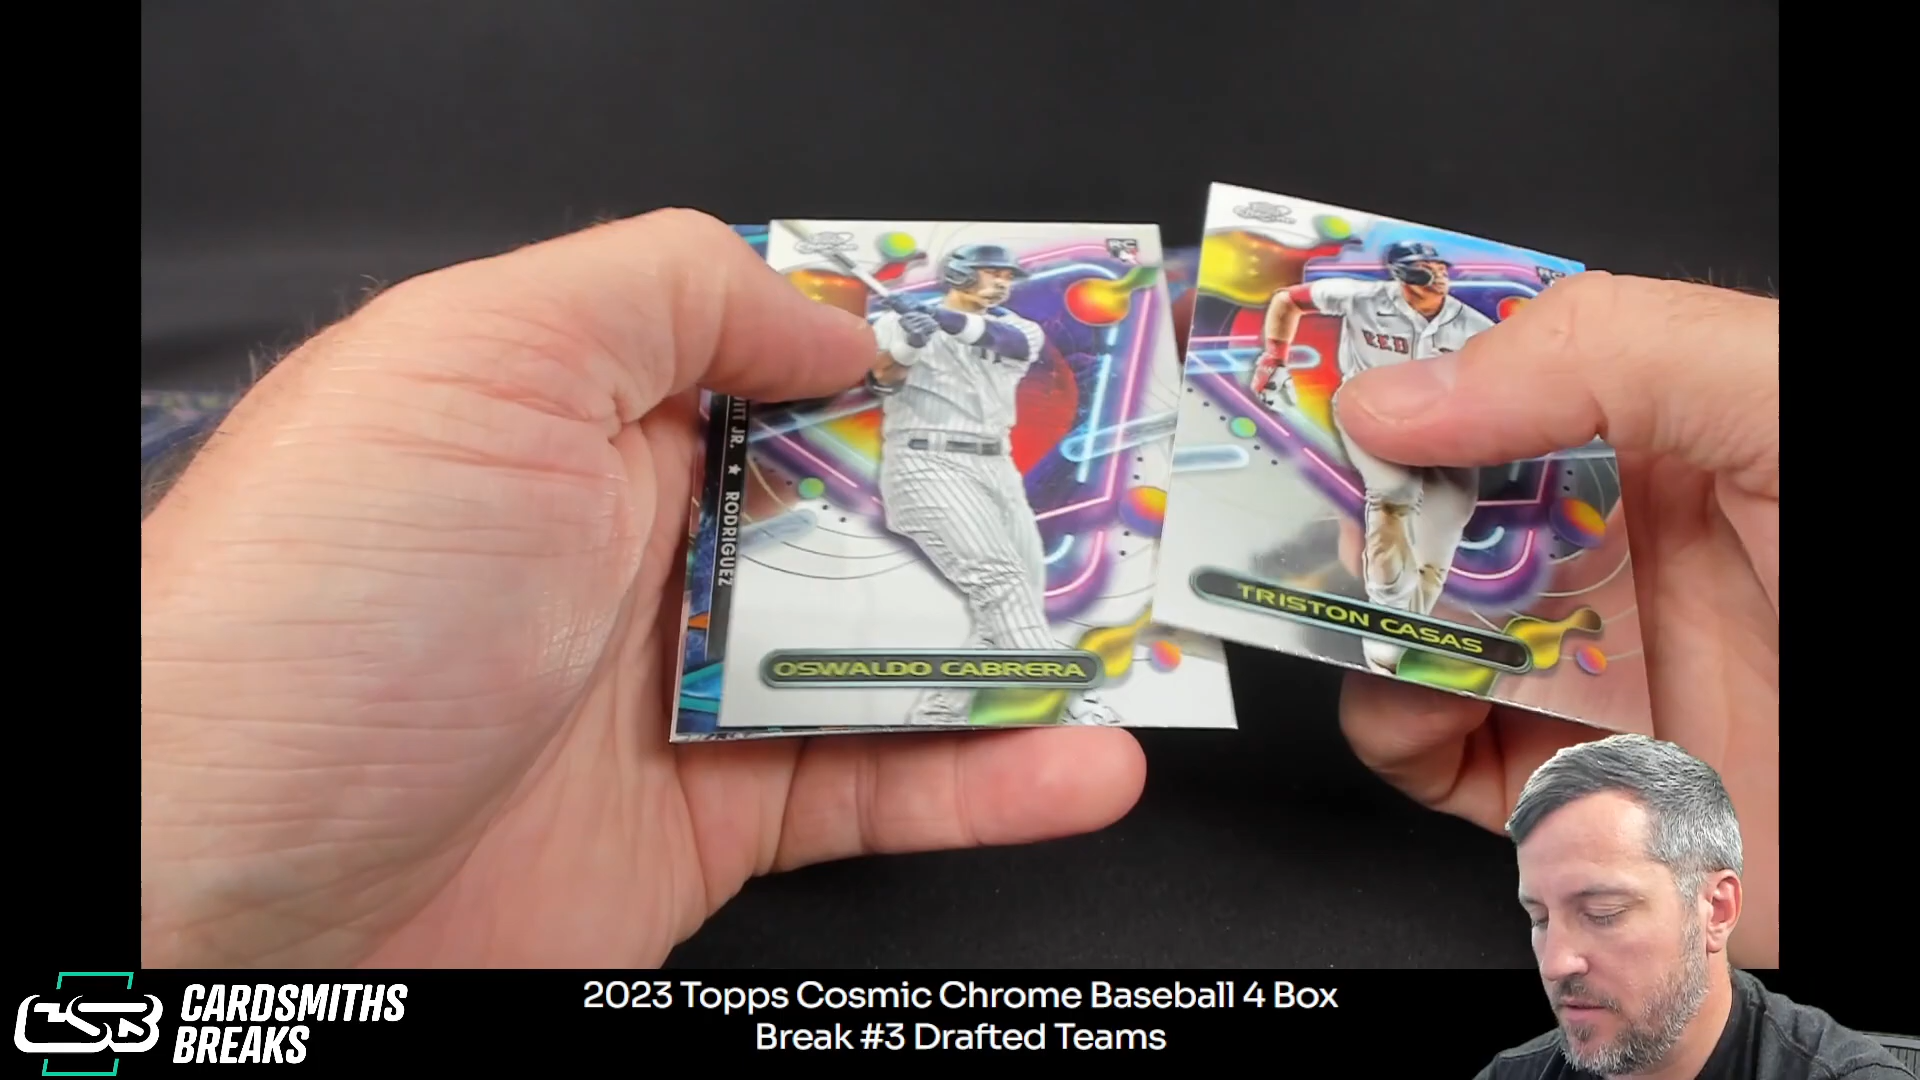 RC
OSWALDO CABRERA
RED
TRISTON CASAS
WITT JR. ★ RODRIGUEZ
CSB
CARDSMITHS
BREAKS
2023 Topps Cosmic Chrome Baseball 4 Box
Break #3 Drafted Teams